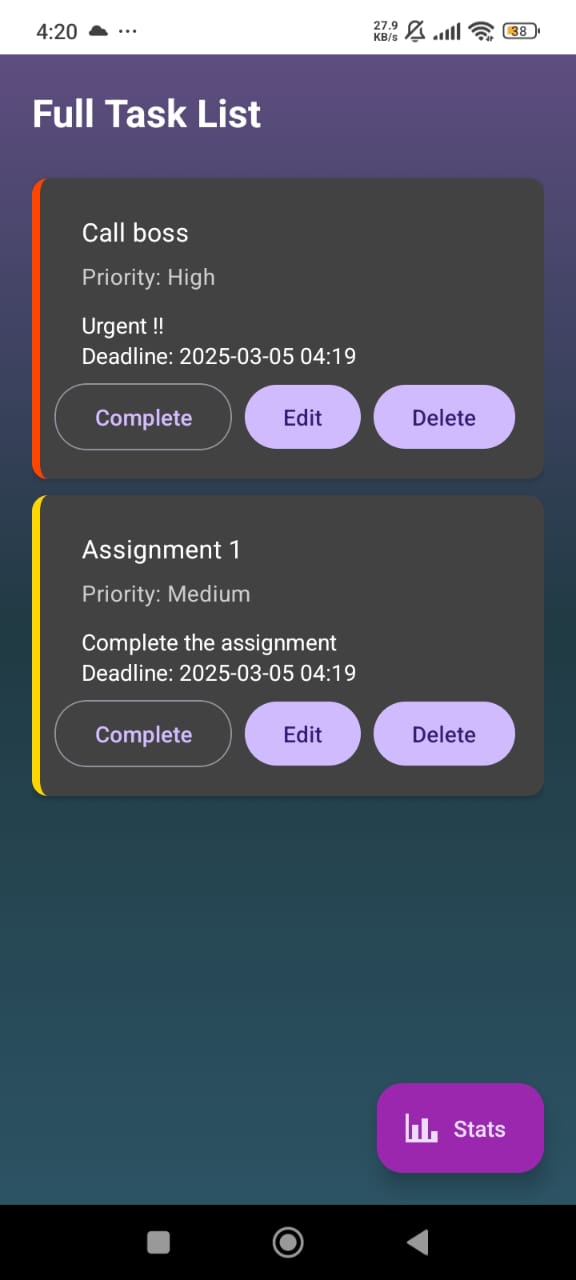 4:20
27.9
KB/s
38
Full Task List
Call boss
Priority: High
Urgent !!
Deadline: 2025-03-05 04:19
Complete Edit Delete
Assignment 1
Priority: Medium
Complete the assignment
Deadline: 2025-03-05 04:19
Complete Edit Delete
Stats